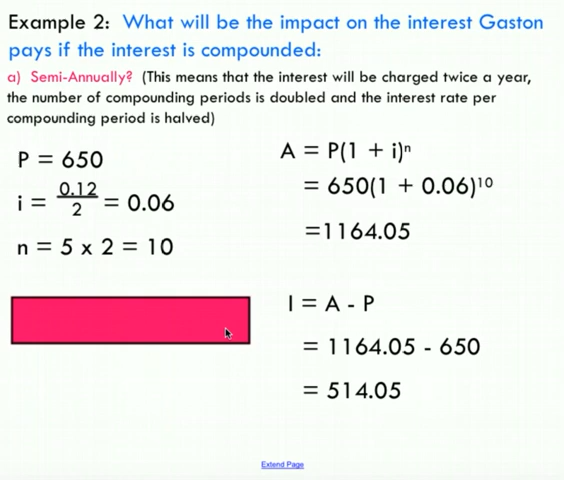 Example 2: What will be the impact on the interest Gaston
pays if the interest is compounded:
a) Semi-Annually? (This means that the interest will be charged twice a year,
the number of compounding periods is doubled and the interest rate per
compounding period is halved)
P = 650
i = 0.12/2 = 0.06
n = 5 x 2 = 10
A = P(1 + i)ⁿ
= 650(1 + 0.06)¹⁰
=1164.05
I = A - P
= 1164.05 - 650
= 514.05
Extend Page